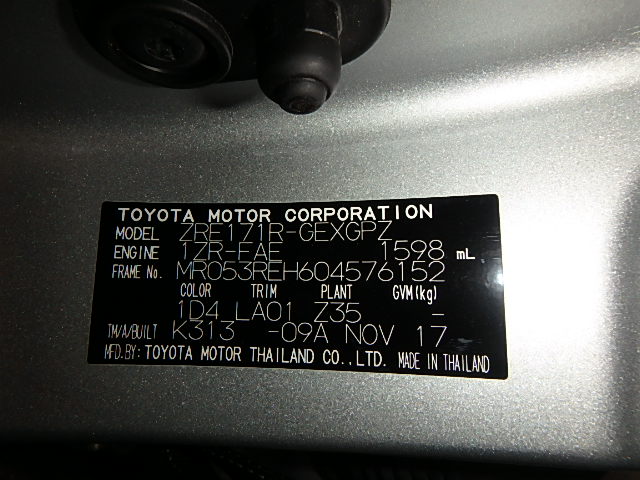 TOYOTA MOTOR CORPORATION
MODEL ZRE171R-GEXGPZ
ENGINE 1ZR-FAE 1598 mL
FRAME No. MR053REH604576152
COLOR TRIM PLANT GVM(kg)
1D4 LA01 Z35 -
TM/A/BUILT K313 -09A NOV 17
MFD.BY: TOYOTA MOTOR THAILAND CO.,LTD. MADE IN THAILAND